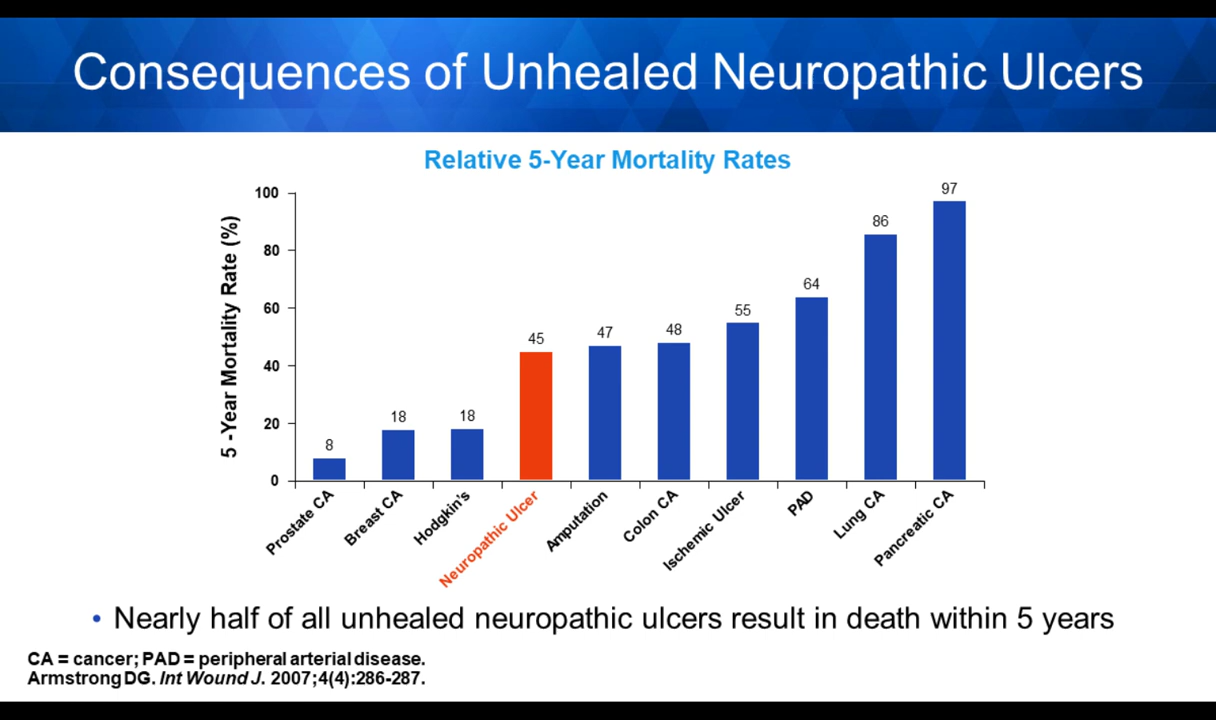 Consequences of Unhealed Neuropathic Ulcers
Relative 5-Year Mortality Rates
5 -Year Mortality Rate (%)
100
80
60
40
20
0
8
18
18
45
47
48
55
64
86
97
Prostate CA
Breast CA
Hodgkin's
Neuropathic Ulcer
Amputation
Colon CA
Ischemic Ulcer
PAD
Lung CA
Pancreatic CA
• Nearly half of all unhealed neuropathic ulcers result in death within 5 years
CA = cancer; PAD = peripheral arterial disease.
Armstrong DG. Int Wound J. 2007;4(4):286-287.